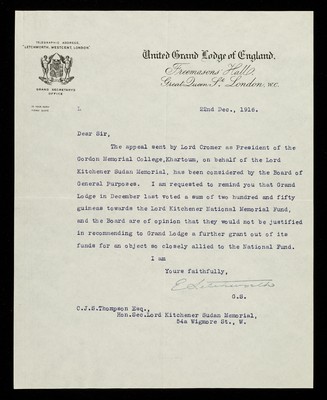 TELEGRAPHIC ADDRESS,
"LETCHWORTH, WESTCENT, LONDON"
GRAND SECRETARY'S
OFFICE
United Grand Lodge of England,
Freemasons' Hall,
Great Queen St. London, W.C.
22nd Dec., 1916.
Dear Sir,
The appeal sent by Lord Cromer as President of the
Gordon Memorial College, Khartoum, on behalf of the Lord
Kitchener Sudan Memorial, has been considered by the Board of
General Purposes. I am requested to remind you that Grand
Lodge in December last voted a sum of two hundred and fifty
guineas towards the Lord Kitchener National Memorial Fund,
and the Board are of opinion that they would not be justified
in recommending to Grand Lodge a further grant out of its
funds for an object so closely allied to the National Fund.
I am
Yours faithfully,
E Letchworth
G.S.
C.J.S.Thompson Esq.,
Hon.Sec.Lord Kitchener Sudan Memorial,
54a Wigmore St., W.